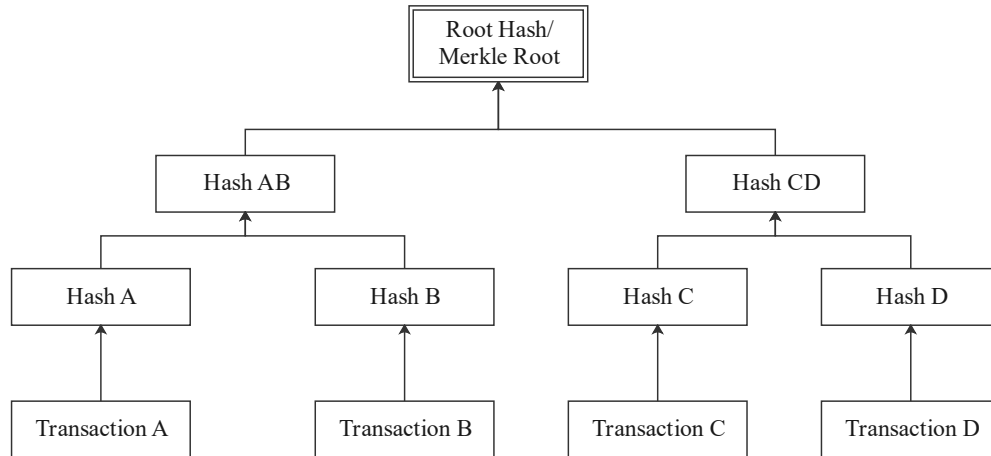 Root Hash/
Merkle Root
Hash AB
Hash CD
Hash A
Hash B
Hash C
Hash D
Transaction A
Transaction B
Transaction C
Transaction D